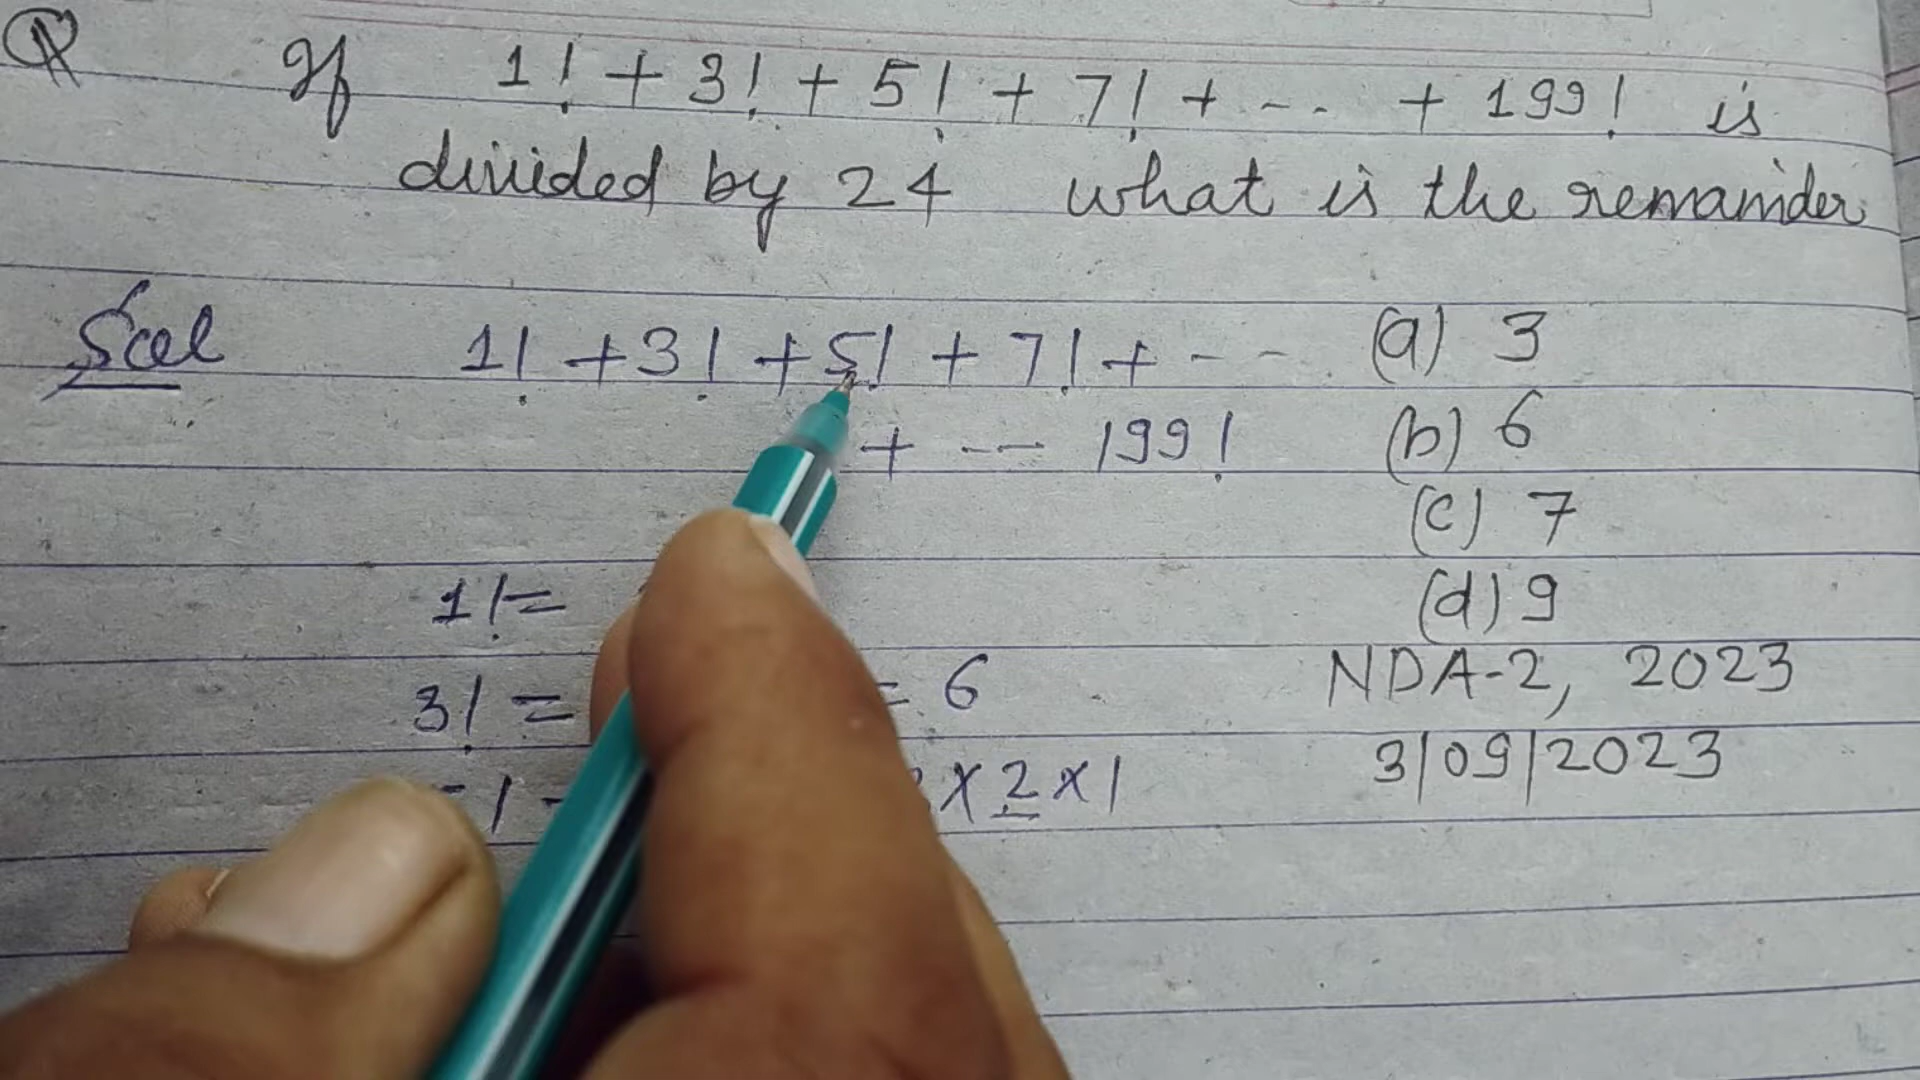 Q If 1! + 3! + 5! + 7! + -- . + 199! is
divided by 24 what is the remainder
Sol 1! + 3! + 5! + 7! + -- (a) 3
+ -- 199! (b) 6
(c) 7
1! = (d) 9
3! = = 6 NDA-2, 2023
x 2 x 1 3/09/2023